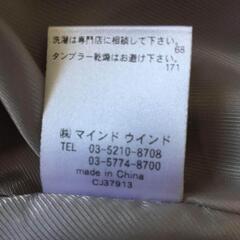 洗濯は専門店に相談して下さい。
68
タンブラー乾燥はお避け下さい。
171
㈱ マインド ウインド
TEL 03-5210-8708
03-5774-8700
made in China
CJ37913